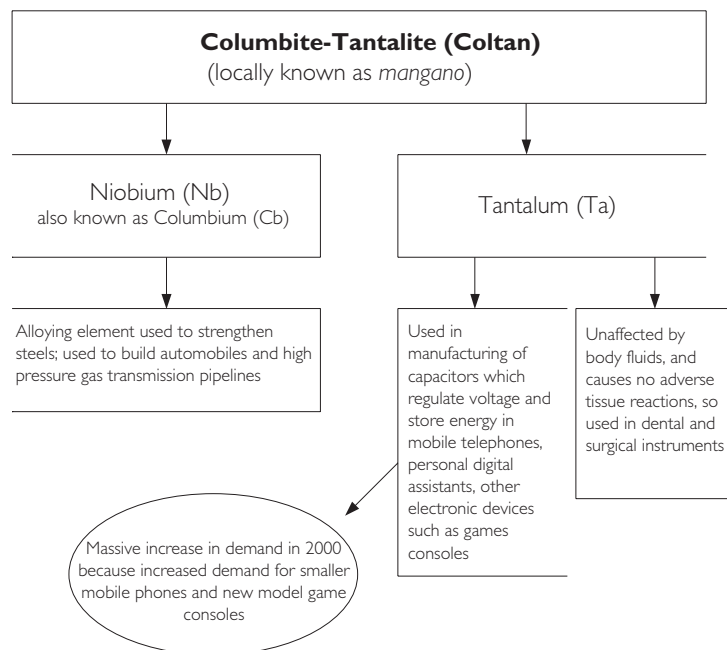 Columbite-Tantalite (Coltan)
(locally known as mangano)
Niobium (Nb)
also known as Columbium (Cb)
Tantalum (Ta)
Alloying element used to strengthen
steels; used to build automobiles and high
pressure gas transmission pipelines
Used in
manufacturing of
capacitors which
regulate voltage and
store energy in
mobile telephones,
personal digital
assistants, other
electronic devices
such as games
consoles
Unaffected by
body fluids, and
causes no adverse
tissue reactions, so
used in dental and
surgical instruments
Massive increase in demand in 2000
because increased demand for smaller
mobile phones and new model game
consoles